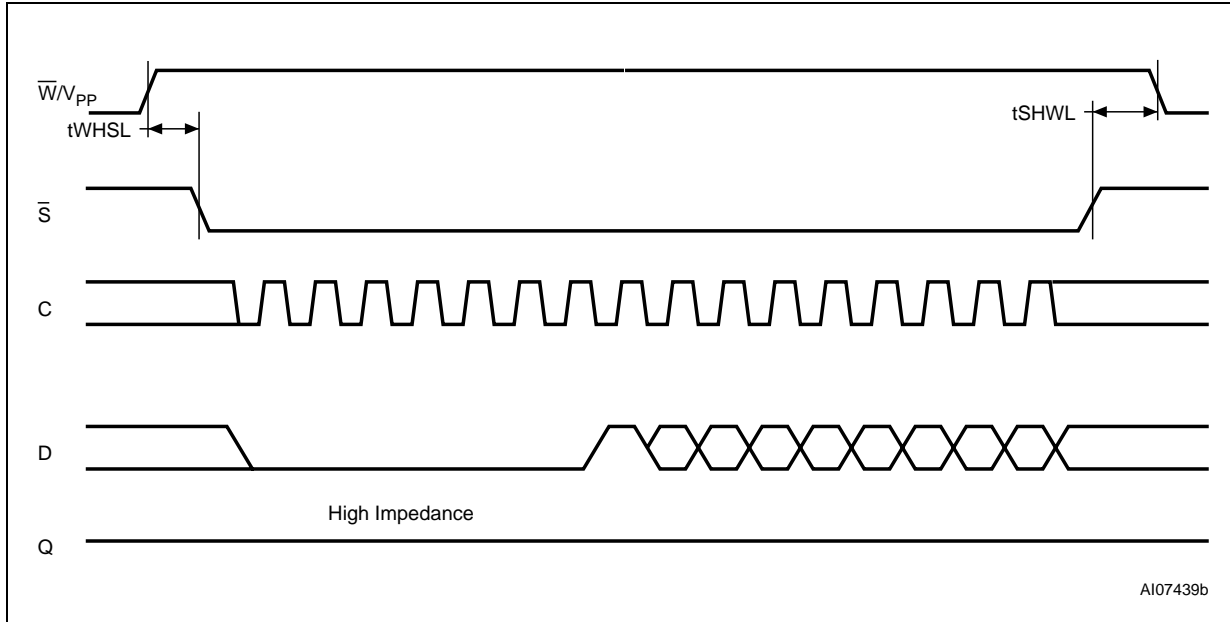 W̅/VPP
tWHSL
tSHWL
S̅
C
D
High Impedance
Q
AI07439b